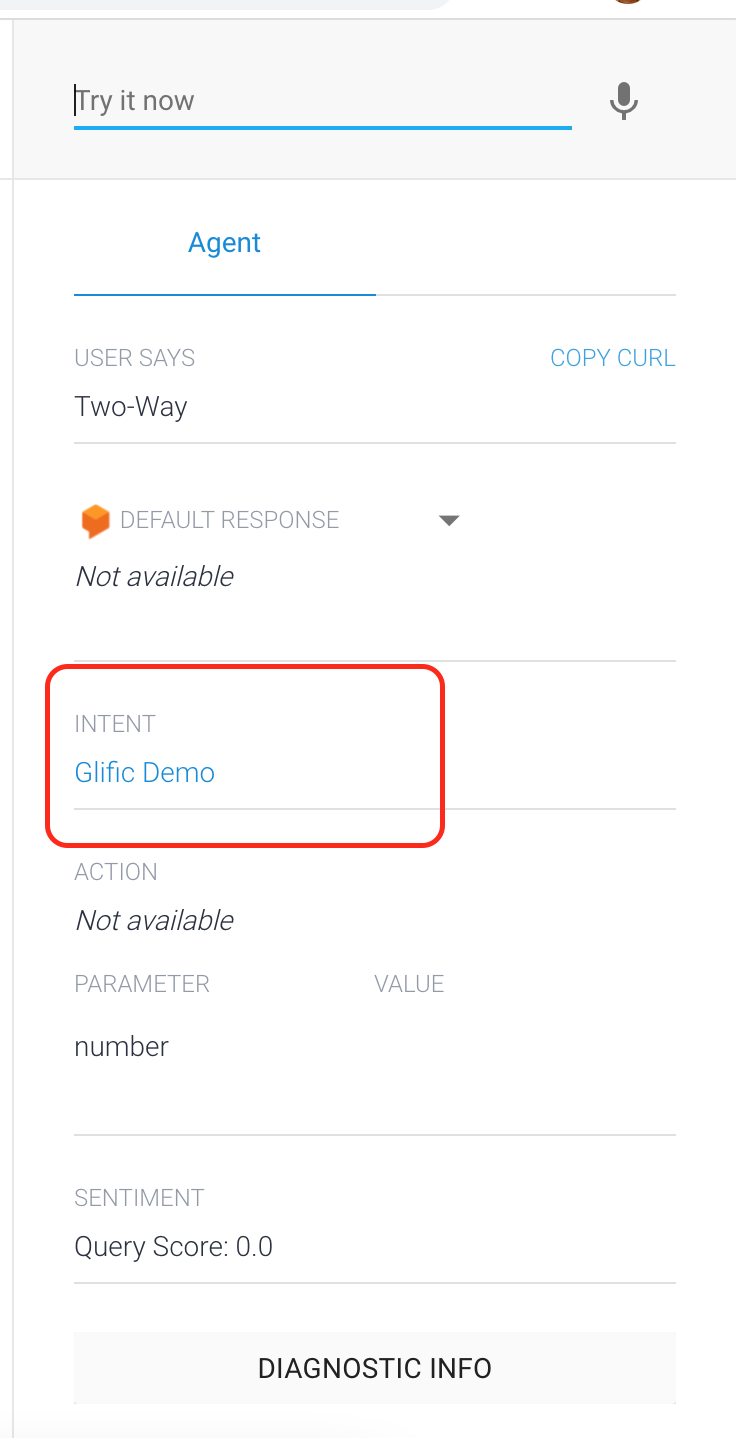 Try it now
Agent
USER SAYS COPY CURL
Two-Way
DEFAULT RESPONSE
Not available
INTENT
Glific Demo
ACTION
Not available
PARAMETER VALUE
number
SENTIMENT
Query Score: 0.0
DIAGNOSTIC INFO